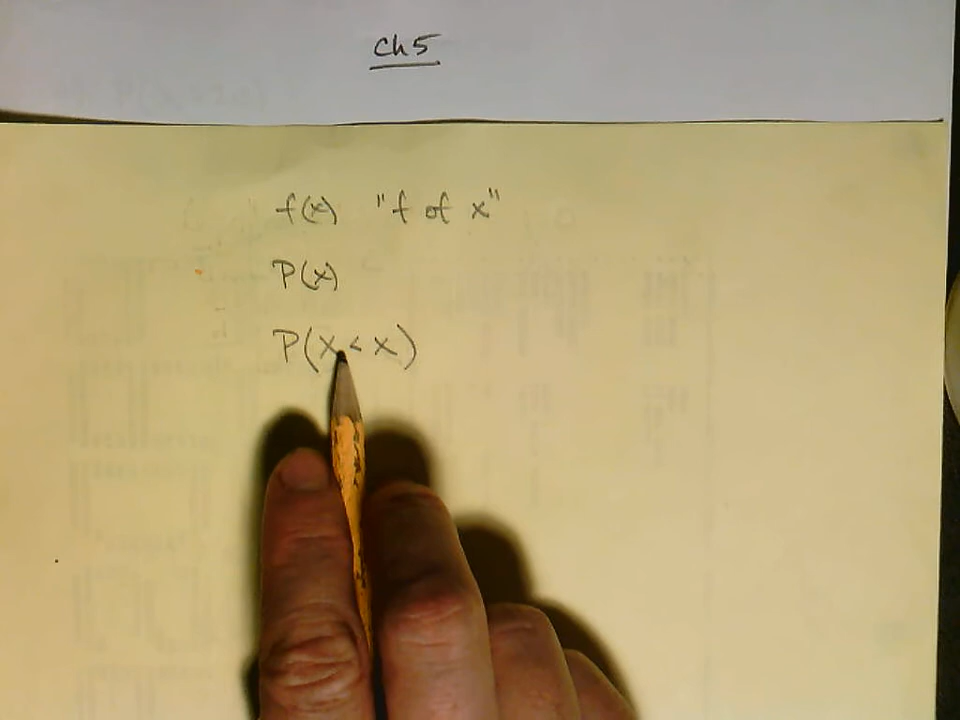 Ch5
f(x) "f of x"
P(x)
P(X < x)